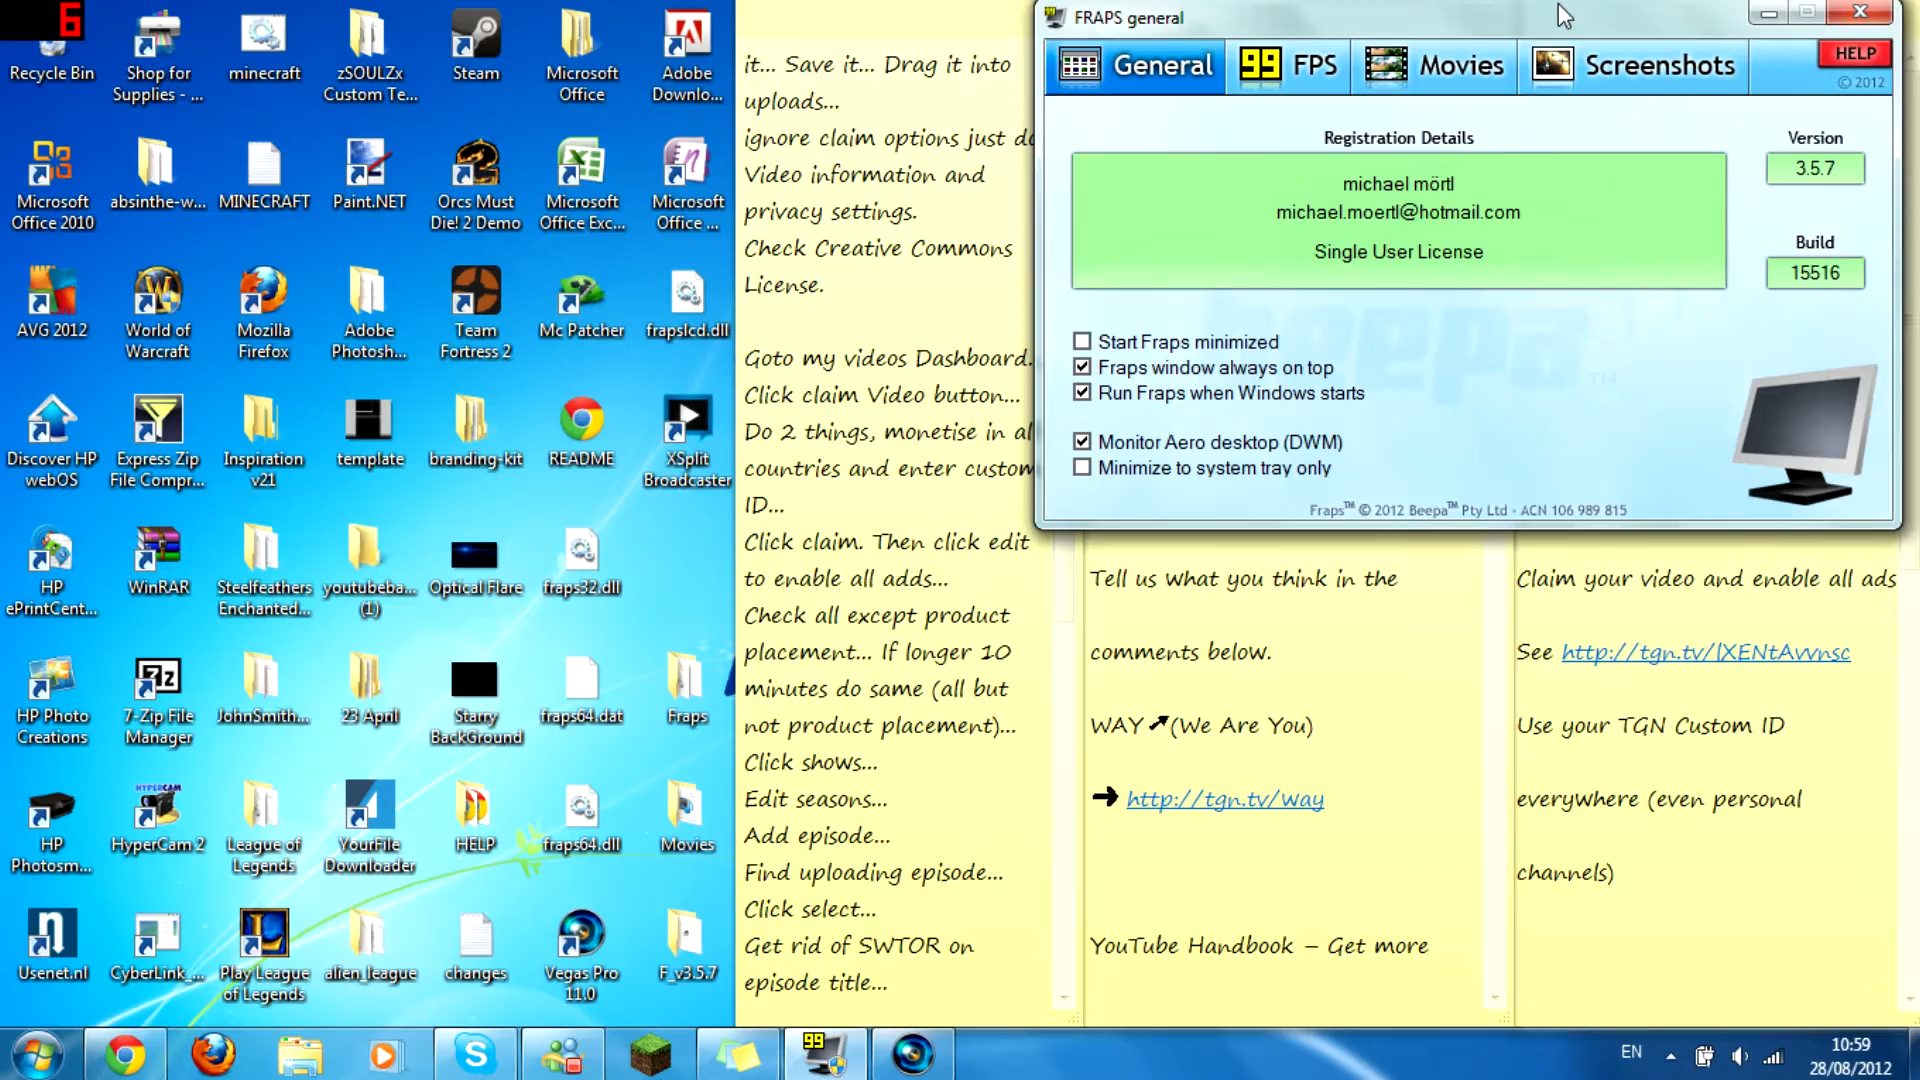 6
Recycle Bin
Shop for
Supplies - ...
minecraft
zSOULZx
Custom Te...
Steam
Microsoft
Office
Adobe
Downlo...
Microsoft
Office 2010
absinthe-w...
MINECRAFT
Paint.NET
Orcs Must
Die! 2 Demo
Microsoft
Office Exc...
Microsoft
Office ...
AVG 2012
World of
Warcraft
Mozilla
Firefox
Adobe
Photosh...
Team
Fortress 2
Mc Patcher
frapslcd.dll
Discover HP
webOS
Express Zip
File Compr...
Inspiration
v21
template
branding-kit
README
XSplit
Broadcaster
HP
ePrintCent...
WinRAR
Steelfeathers
Enchanted...
youtubeba...
(1)
Optical Flare
fraps32.dll
HP Photo
Creations
7z
7-Zip File
Manager
JohnSmith...
23 April
Starry
BackGround
fraps64.dat
Fraps
HP
Photosm...
HYPERCAM
HyperCam 2
League of
Legends
YourFile
Downloader
HELP
fraps64.dll
Movies
Usenet.nl
CyberLink_...
Play League
of Legends
alien_league
changes
Vegas Pro
11.0
F_v3.5.7
it... Save it... Drag it into
uploads...
ignore claim options just do
Video information and
privacy settings.
Check Creative Commons
License.
Goto my videos Dashboard.
Click claim Video button...
Do 2 things, monetise in al
countries and enter custom
ID...
Click claim. Then click edit
to enable all adds...
Check all except product
placement... If longer 10
minutes do same (all but
not product placement)...
Click shows...
Edit seasons...
Add episode...
Find uploading episode...
Click select...
Get rid of SWTOR on
episode title...
FRAPS general
General
99 FPS
Movies
Screenshots
HELP
© 2012
Registration Details
michael mörtl
michael.moertl@hotmail.com
Single User License
Version
3.5.7
Build
15516
beepa™
Start Fraps minimized
Fraps window always on top
Run Fraps when Windows starts
Monitor Aero desktop (DWM)
Minimize to system tray only
Fraps™ © 2012 Beepa™ Pty Ltd - ACN 106 989 815
Tell us what you think in the
comments below.
WAY➚(We Are You)
➔ http://tgn.tv/way
YouTube Handbook – Get more
Claim your video and enable all ads
See http://tgn.tv/lXENtAvvnsc
Use your TGN Custom ID
everywhere (even personal
channels)
99
EN
10:59
28/08/2012